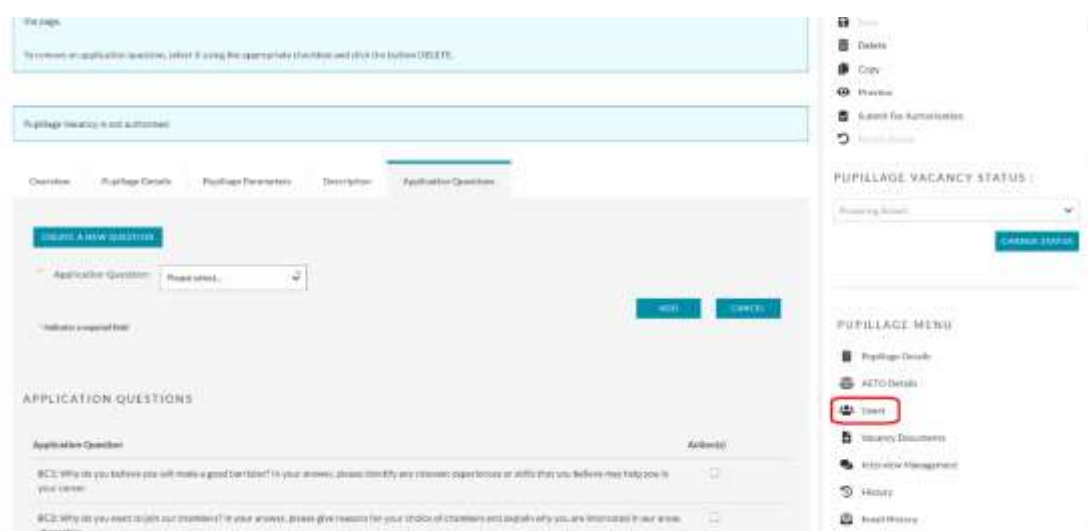 the page.
To remove an application question, select it using the appropriate checkbox and click the button DELETE.
Pupillage Vacancy is not authorised
Overview Pupillage Details Pupillage Parameters Description Application Questions
CREATE A NEW QUESTION
* Application Question Please select...
ADD CANCEL
* Indicates a required field
APPLICATION QUESTIONS
Application Question Action(s)
BC1: Why do you believe you will make a good barrister? In your answer, please identify any relevant experiences or skills that you believe may help you in
your career.
BC2: Why do you want to join our chambers? In your answer, please give reasons for your choice of chambers and explain why you are interested in our areas
Save
Delete
Copy
Preview
Submit For Authorisation
PUPILLAGE VACANCY STATUS :
CHANGE STATUS
PUPILLAGE MENU
Pupillage Details
AETO Details
Users
Vacancy Documents
Interview Management
History
Email History